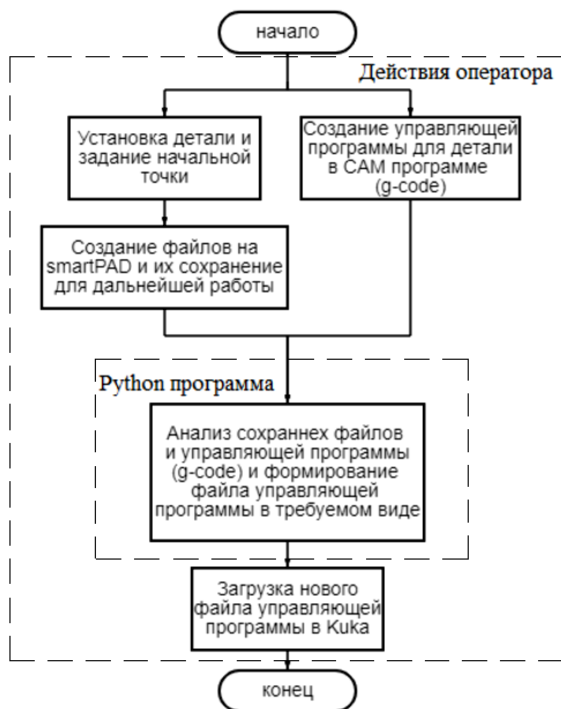 начало
Действия оператора
Установка детали и
задание начальной
точки
Создание управляющей
программы для детали
в CAM программе
(g-code)
Создание файлов на
smartPAD и их сохранение
для дальнейшей работы
Python программа
Анализ сохраннех файлов
и управляющей программы
(g-code) и формирование
файла управляющей
программы в требуемом виде
Загрузка нового
файла управляющей
программы в Kuka
конец